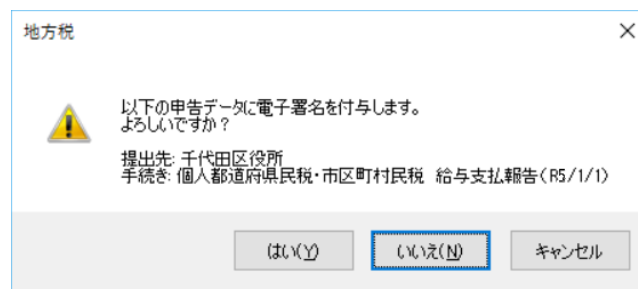 地方税
以下の申告データに電子署名を付与します。
よろしいですか？
提出先: 千代田区役所
手続き: 個人都道府県民税・市区町村民税 給与支払報告(R5/1/1)
はい(Y) いいえ(N) キャンセル